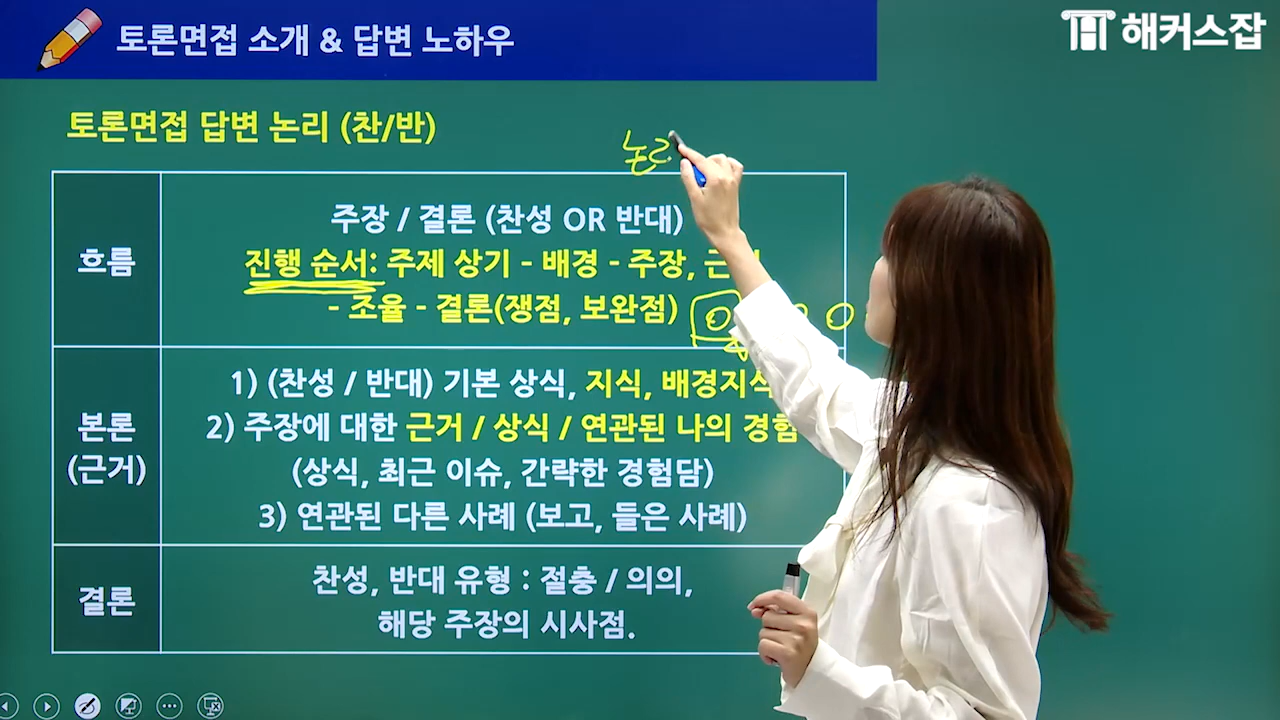 토론면접 소개 & 답변 노하우
해커스잡
토론면접 답변 논리 (찬/반)
논리
흐름
주장 / 결론 (찬성 OR 반대)
진행 순서: 주제 상기 - 배경 - 주장,
- 조율 - 결론(쟁점, 보완점)
본론
(근거)
1) (찬성 / 반대) 기본 상식, 지식, 배경지식
2) 주장에 대한 근거 / 상식 / 연관된 나의 경험
(상식, 최근 이슈, 간략한 경험담)
3) 연관된 다른 사례 (보고, 들은 사례)
결론
찬성, 반대 유형 : 절충 / 의의,
해당 주장의 시사점.